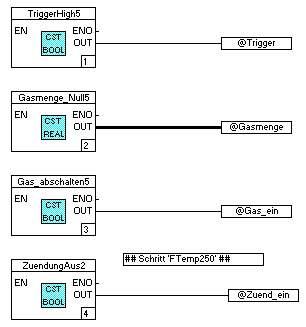 TriggerHigh5
EN ENO
CST OUT @Trigger
BOOL
1
Gasmenge_Null5
EN ENO
CST OUT @Gasmenge
REAL
2
Gas_abschalten5
EN ENO
CST OUT @Gas_ein
BOOL
3
ZuendungAus2 ## Schritt 'FTemp250' ##
EN ENO
CST OUT @Zuend_ein
BOOL
4